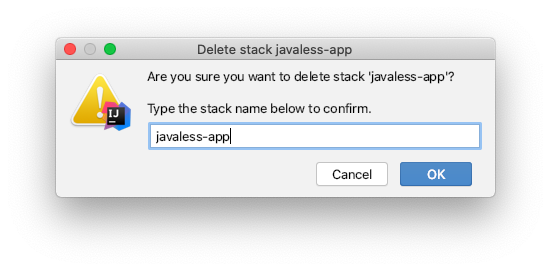 Delete stack javaless-app
Are you sure you want to delete stack 'javaless-app'?
Type the stack name below to confirm.
IJ
javaless-app
Cancel OK